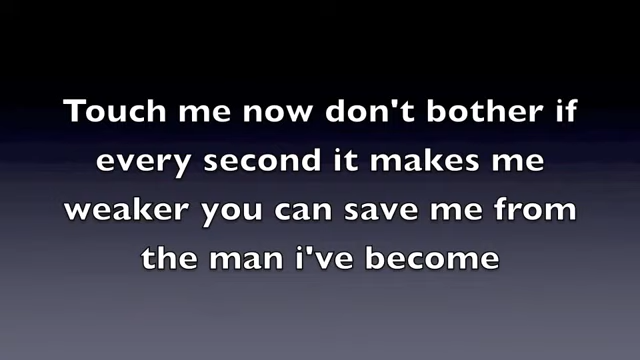 Touch me now don't bother if
every second it makes me
weaker you can save me from
the man i've become